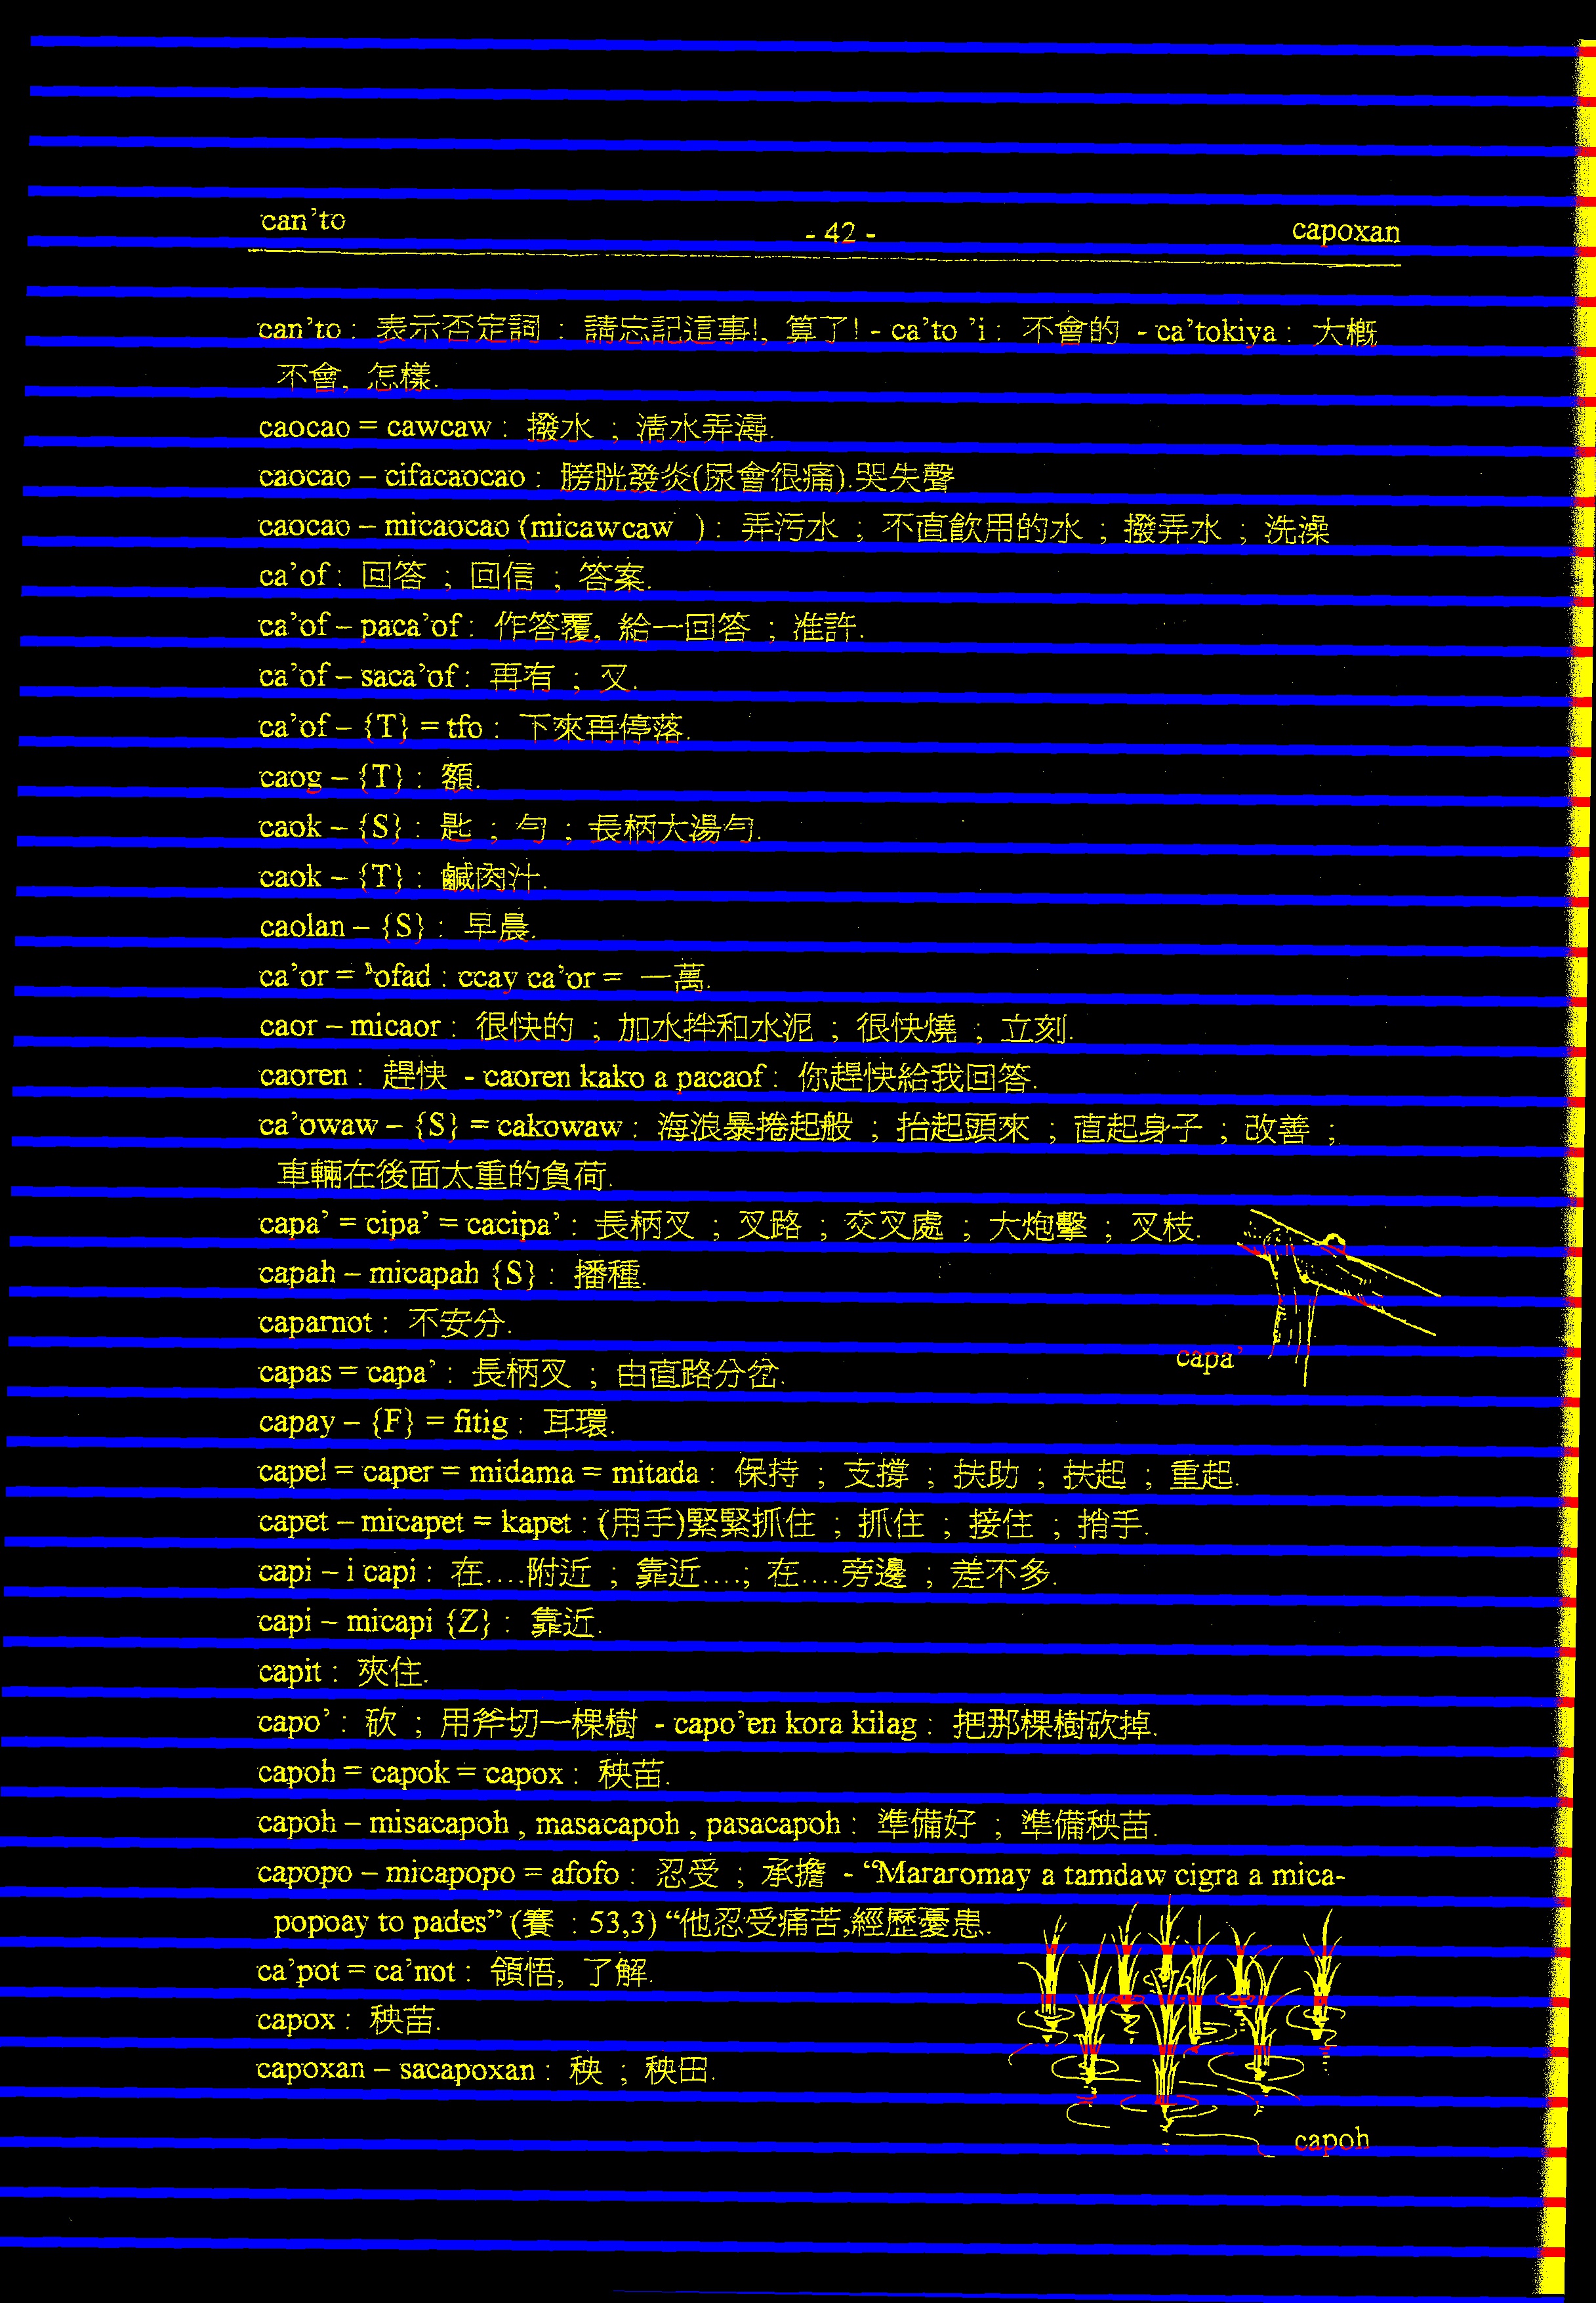 can’to - 42 - capoxan
can’to : 表示否定詞 : 請忘記這事!, 算了! - ca’to ’i : 不會的 - ca’tokiya : 大概
不會, 怎樣.
caocao = cawcaw : 撥水 ; 清水弄潯.
caocao – cifacaocao : 膀胱發炎(尿會很痛).哭失聲
caocao – micaocao (micawcaw ) : 弄污水 ; 不直飲用的水 ; 撥弄水 ; 洗澡
ca’of : 回答 ; 回信 ; 答案.
ca’of – paca’of : 作答覆, 給一回答 ; 准許.
ca’of – saca’of : 再有 ; 又.
ca’of – {T} = tfo : 下來再停落.
caog – {T} : 額.
caok – {S} : 匙 ; 勺 ; 長柄大湯勺.
caok – {T} : 鹹肉汁.
caolan – {S} : 早晨.
ca’or = ’ofad : ccay ca’or = 一萬.
caor – micaor : 很快的 ; 加水拌和水泥 ; 很快燒 ; 立刻.
caoren : 趕快 - caoren kako a pacaof : 你趕快給我回答.
ca’owaw – {S} = cakowaw : 海浪暴捲起般 ; 抬起頭來 ; 直起身子 ; 改善 ;
車輛在後面太重的負荷.
capa’ = cipa’ = cacipa’ : 長柄叉 ; 叉路 ; 交叉處 ; 大炮擊 ; 叉枝.
capah – micapah {S} : 播種.
caparnot : 不安分.
capa’
capas = capa’ : 長柄叉 ; 由直路分岔.
capay – {F} = fitig : 耳環.
capel = caper = midama = mitada : 保持 ; 支撐 ; 扶助 ; 扶起 ; 重起.
capet – micapet = kapet : (用手)緊緊抓住 ; 抓住 ; 接住 ; 捎手.
capi – i capi : 在....附近 ; 靠近....; 在....旁邊 ; 差不多.
capi – micapi {Z} : 靠近.
capit : 夾住.
capo’ : 砍 ; 用斧切一棵樹 - capo’en kora kilag : 把那棵樹砍掉.
capoh = capok = capox : 秧苗.
capoh – misacapoh , masacapoh , pasacapoh : 準備好 ; 準備秧苗.
capopo – micapopo = afofo : 忍受 ; 承擔 - “Mararomay a tamdaw cigra a mica-
popoay to pades” (賽 : 53,3) “他忍受痛苦,經歷憂患.
ca’pot = ca’not : 領悟, 了解.
capox : 秧苗.
capoxan – sacapoxan : 秧 ; 秧田.
capoh